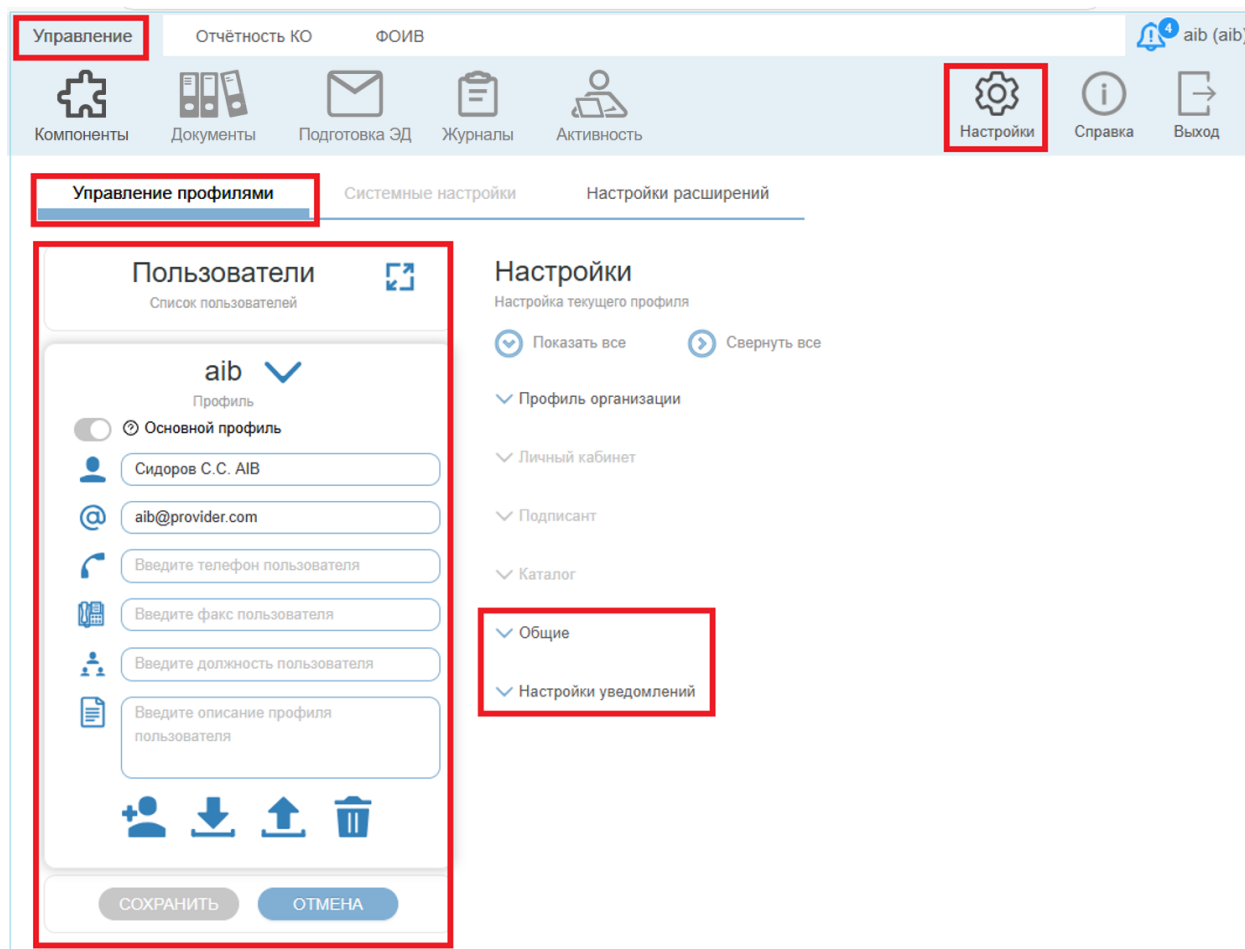 Управление
Отчётность КО
ФОИВ
4
aib (aib)
Компоненты
Документы
Подготовка ЭД
Журналы
Активность
Настройки
Справка
Выход
Управление профилями
Системные настройки
Настройки расширений
Пользователи
Список пользователей
aib
Профиль
Основной профиль
Сидоров С.С. AIB
aib@provider.com
Введите телефон пользователя
Введите факс пользователя
Введите должность пользователя
Введите описание профиля
пользователя
СОХРАНИТЬ
ОТМЕНА
Настройки
Настройка текущего профиля
Показать все
Свернуть все
Профиль организации
Личный кабинет
Подписант
Каталог
Общие
Настройки уведомлений